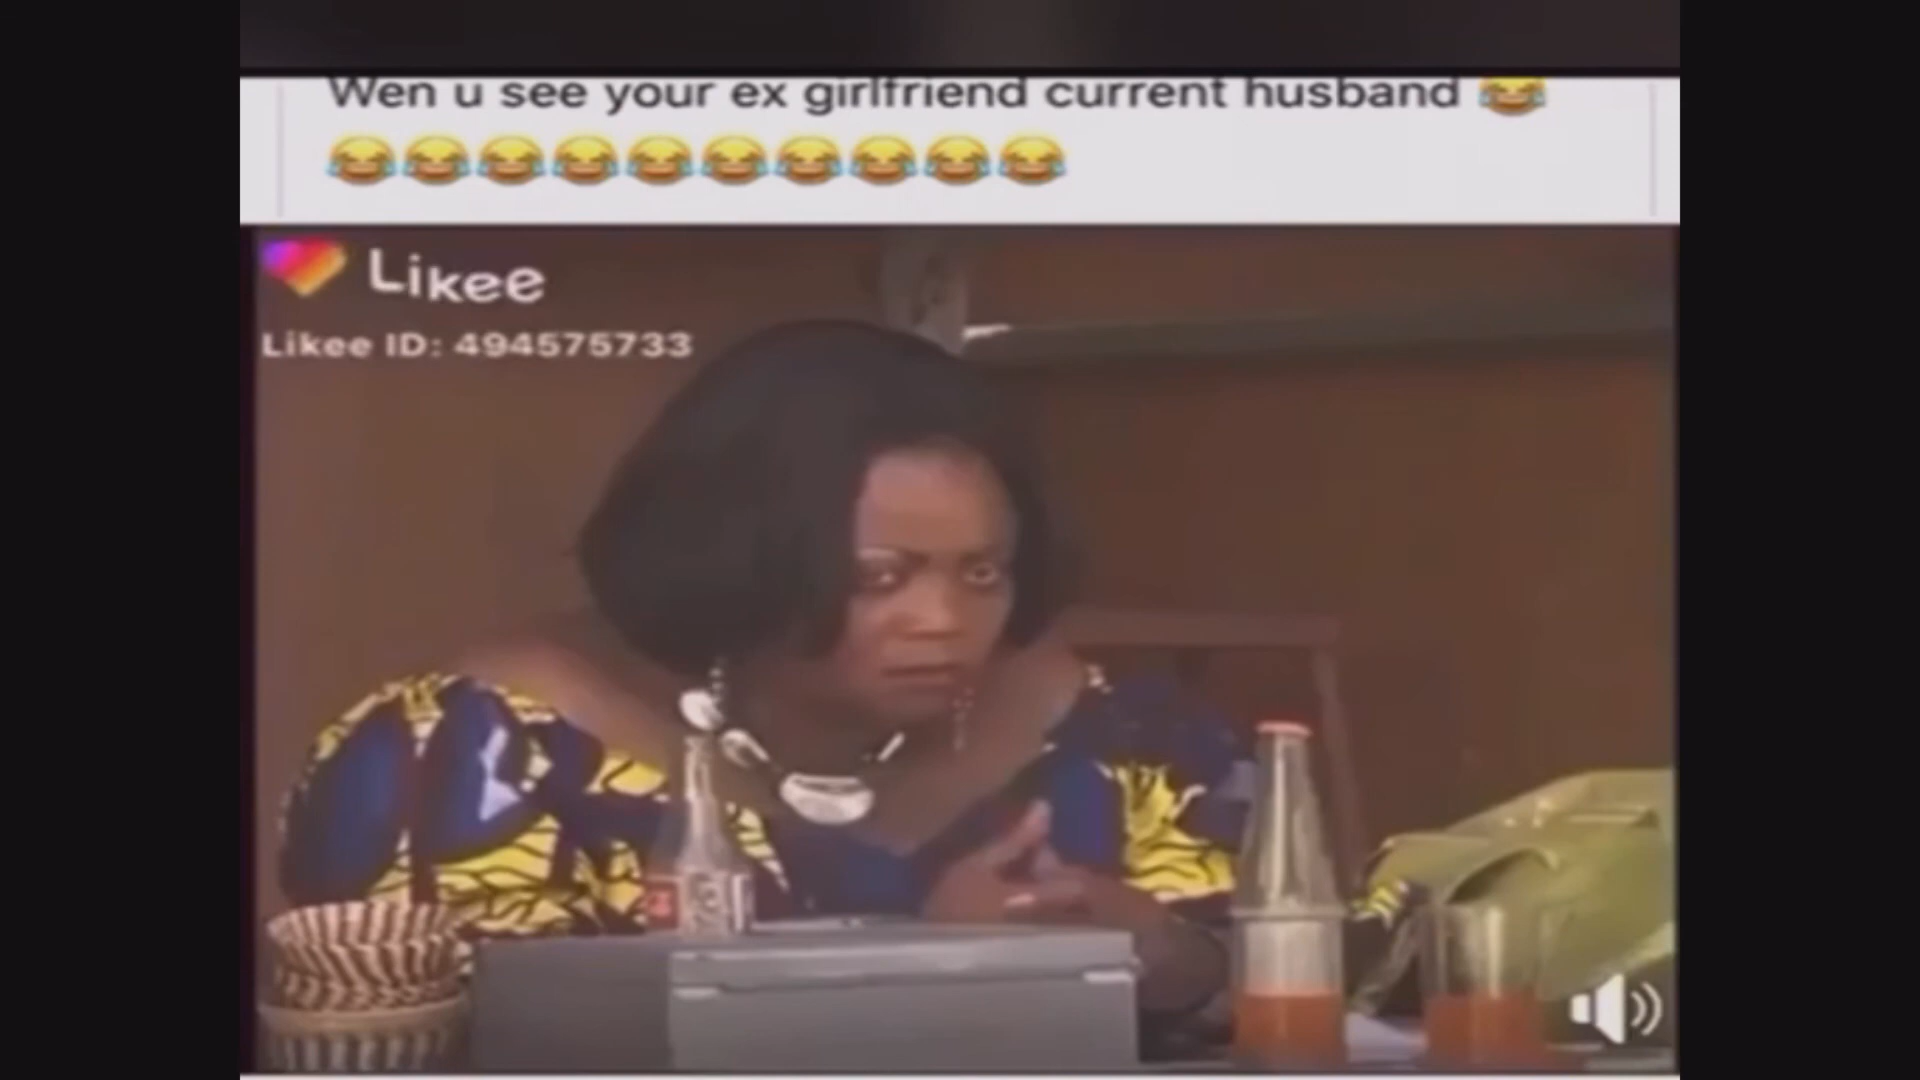 Wen u see your ex girlfriend current husband 😂
😂😂😂😂😂😂😂😂😂😂
Likee
Likee ID: 494575733